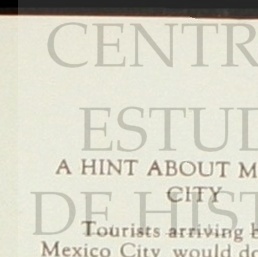 CENTR
ESTUD
A HINT ABOUT M
CITY
DE HIST
Tourists arriving b
Mexico City would do